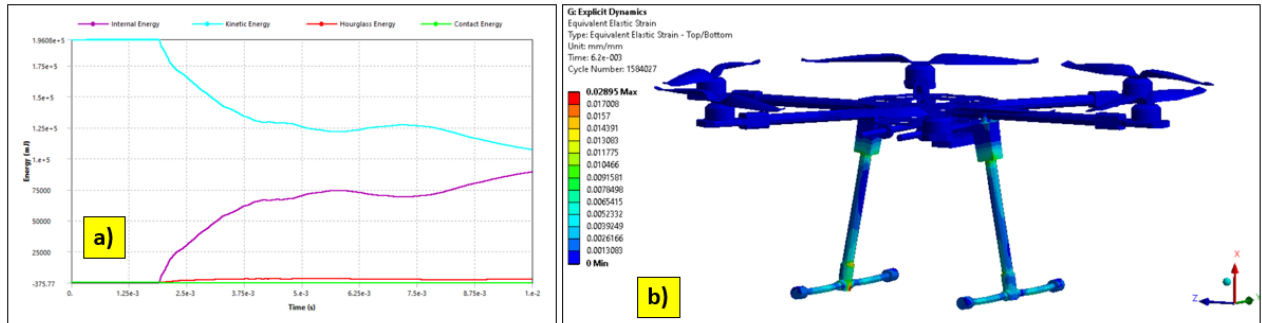 Internal Energy Kinetic Energy Hourglass Energy Contact Energy
1.9608e+5
1.75e+5
1.5e+5
1.25e+5
1.e+5
75000
50000
25000
-375.77
Energy (mJ)
0. 1.25e-3 2.5e-3 3.75e-3 5.e-3 6.25e-3 7.5e-3 8.75e-3 1.e-2
Time (s)
a)
G: Explicit Dynamics
Equivalent Elastic Strain
Type: Equivalent Elastic Strain - Top/Bottom
Unit: mm/mm
Time: 6.2e-003
Cycle Number: 1584027
0.02895 Max
0.017008
0.0157
0.014391
0.013083
0.011775
0.010466
0.0091581
0.0078498
0.0065415
0.0052332
0.0039249
0.0026166
0.0013083
0 Min
b)
X
Z
Y